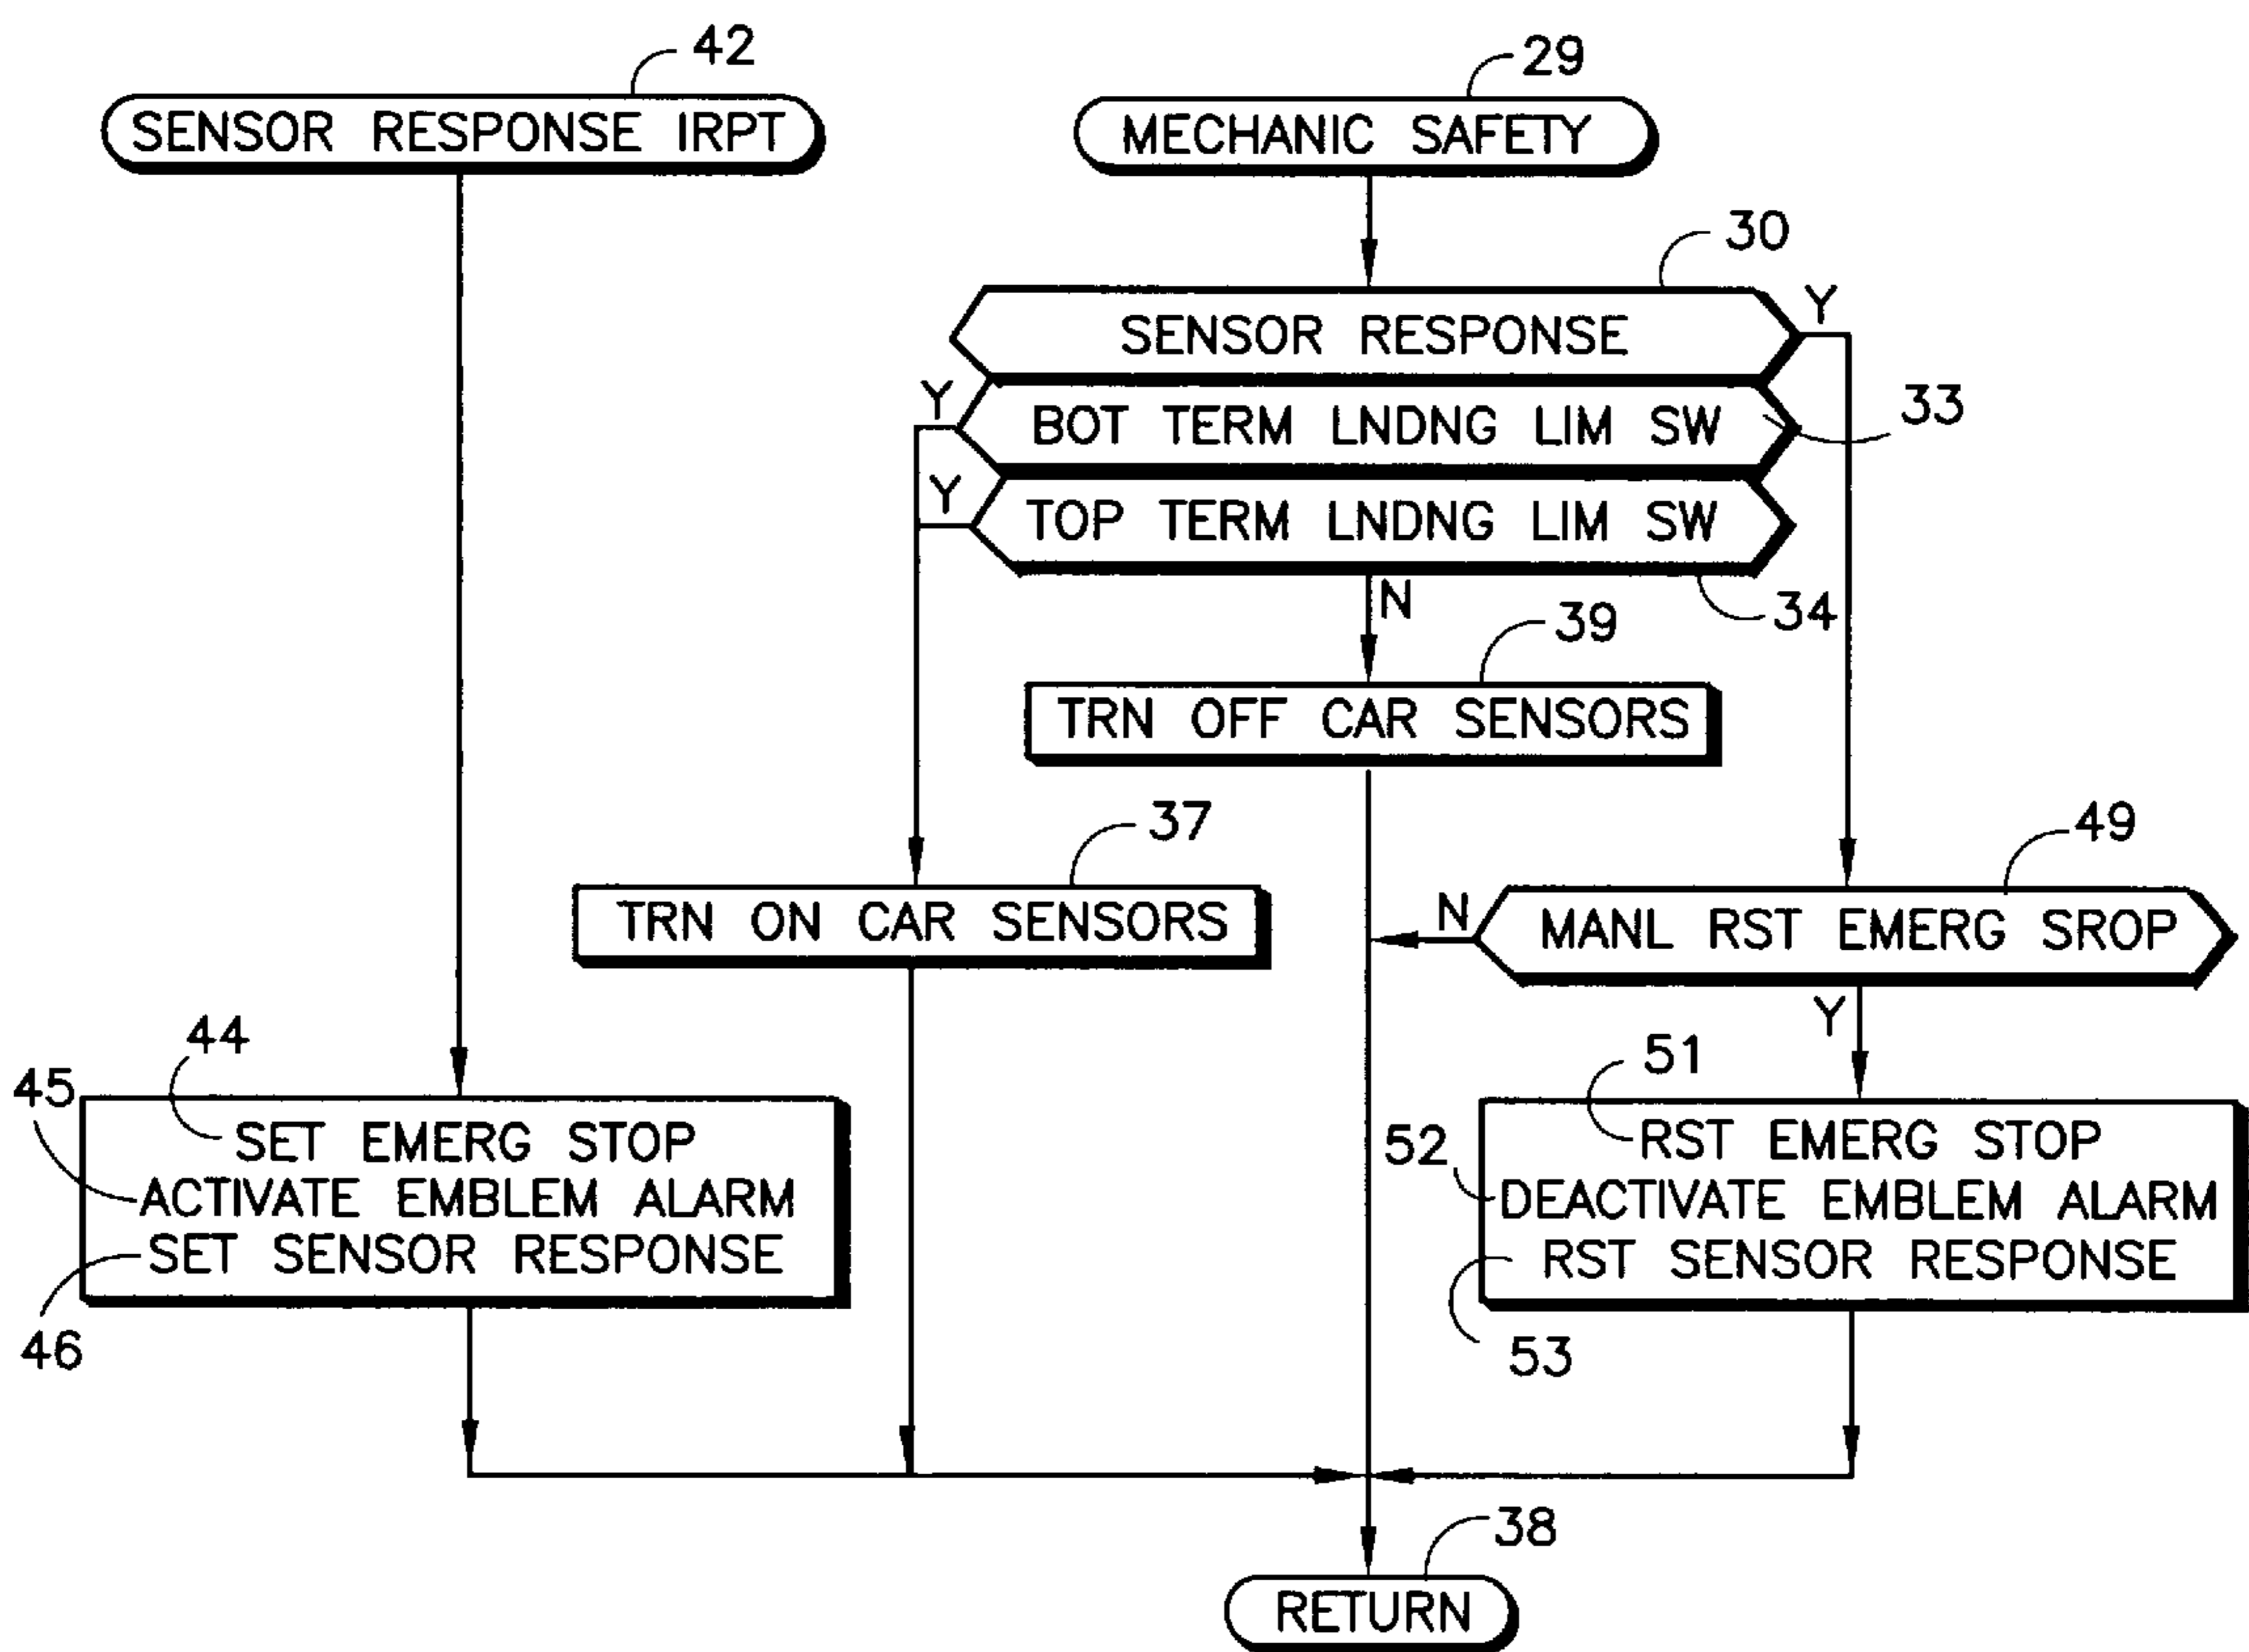 42
SENSOR RESPONSE IRPT
29
MECHANIC SAFETY
30
SENSOR RESPONSE
Y
Y
BOT TERM LNDNG LIM SW
33
Y
TOP TERM LNDNG LIM SW
34
N
39
TRN OFF CAR SENSORS
37
TRN ON CAR SENSORS
49
N
MANL RST EMERG SROP
Y
44
45
SET EMERG STOP
ACTIVATE EMBLEM ALARM
SET SENSOR RESPONSE
46
51
52
RST EMERG STOP
DEACTIVATE EMBLEM ALARM
RST SENSOR RESPONSE
53
38
RETURN